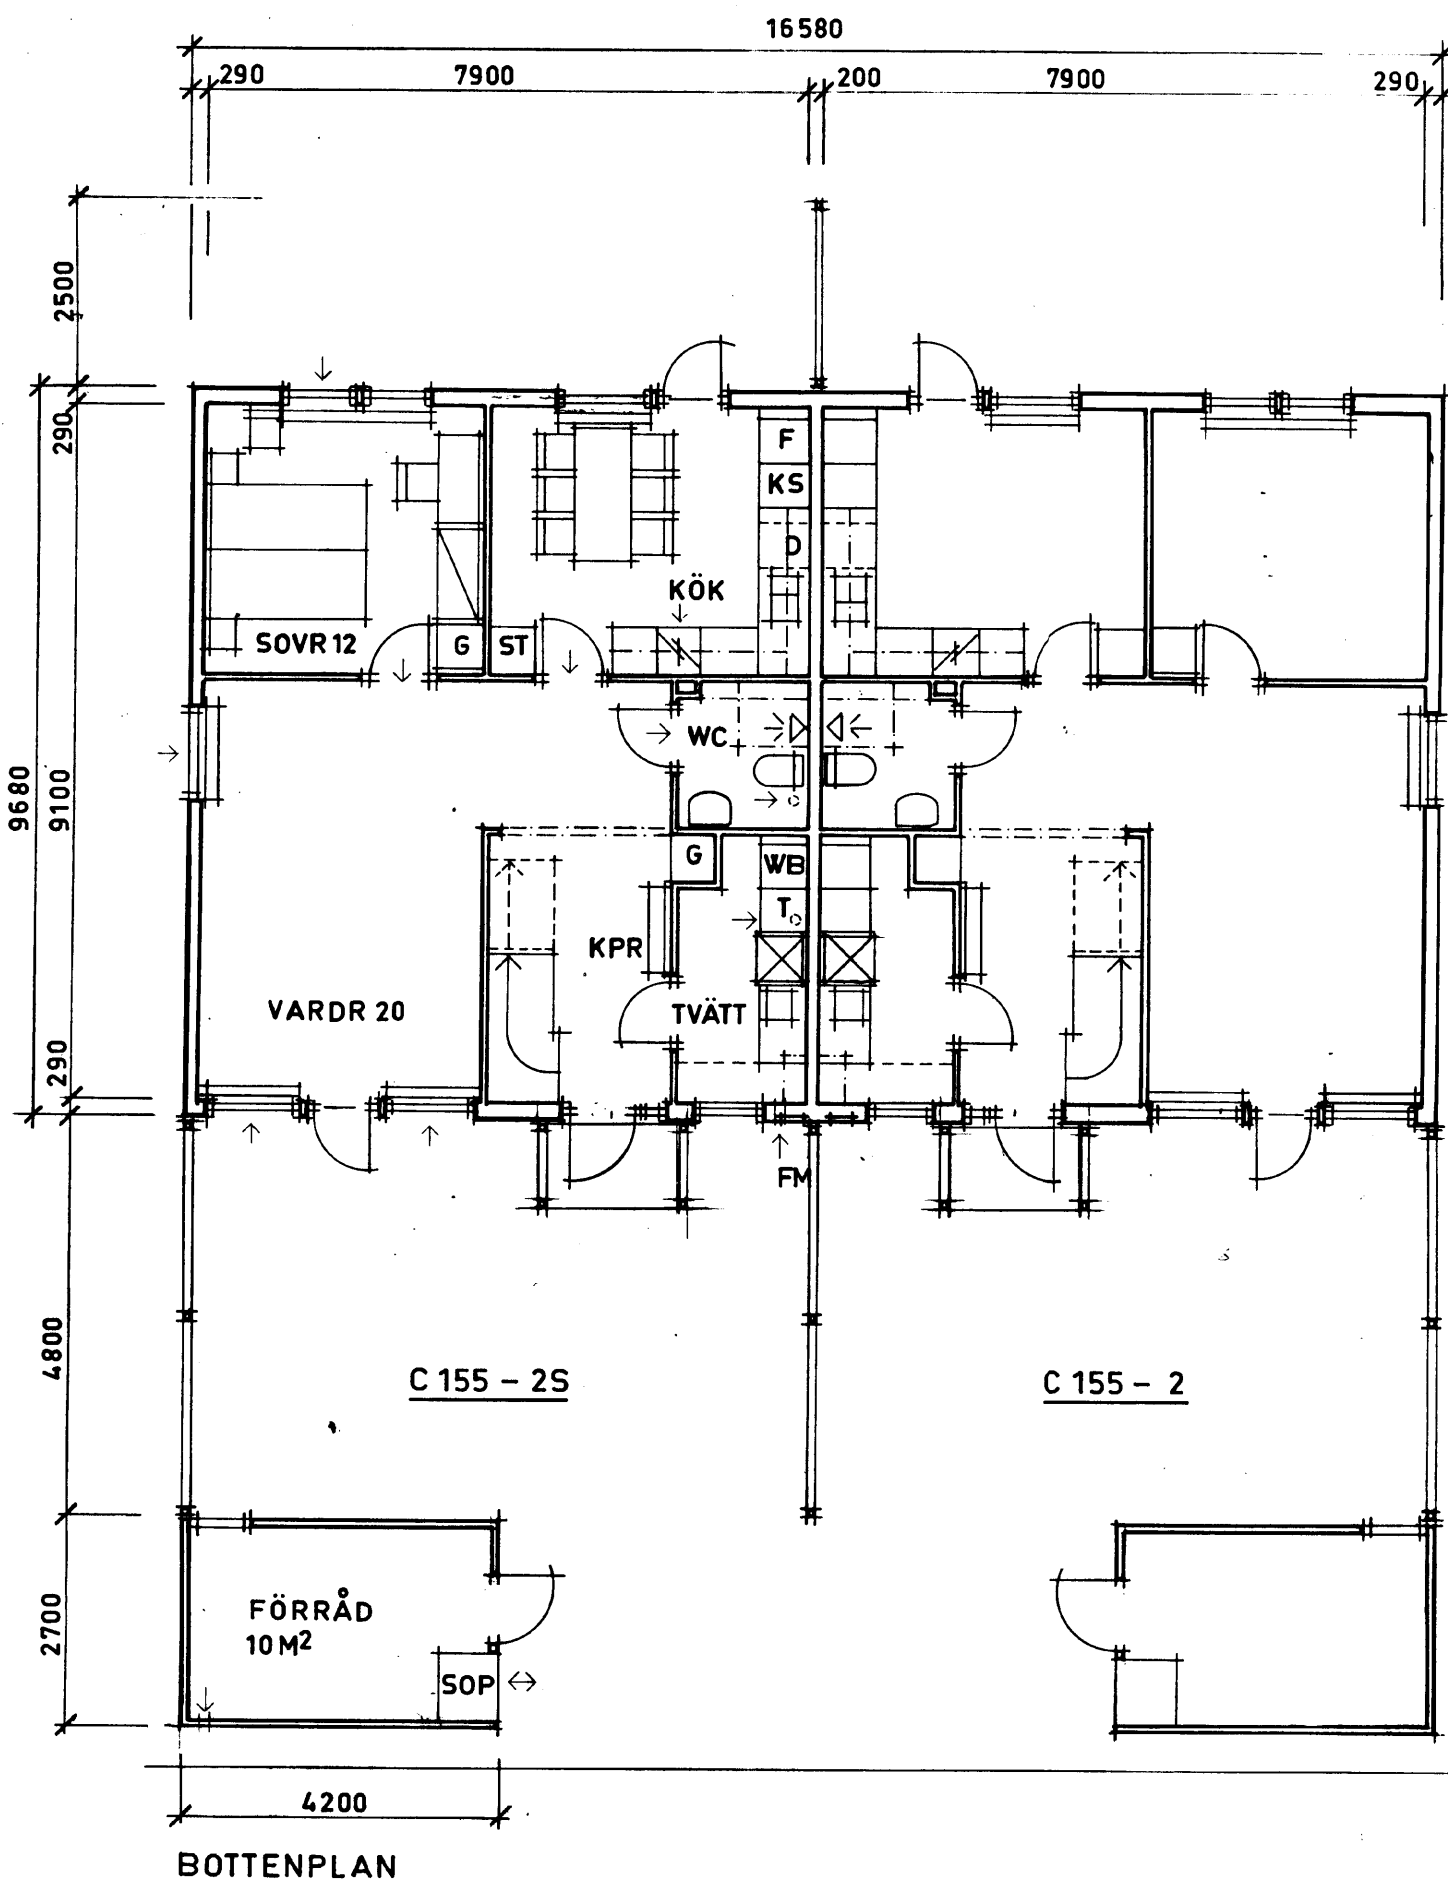 16580
290
7900
200
7900
290
2500
290
9680
9100
290
4800
2700
F
KS
D
KÖK
SOVR 12
G
ST
WC
G
WB
T
KPR
VARDR 20
TVÄTT
FM
C 155 - 2S
C 155 - 2
FÖRRÅD
10 M²
SOP
4200
BOTTENPLAN